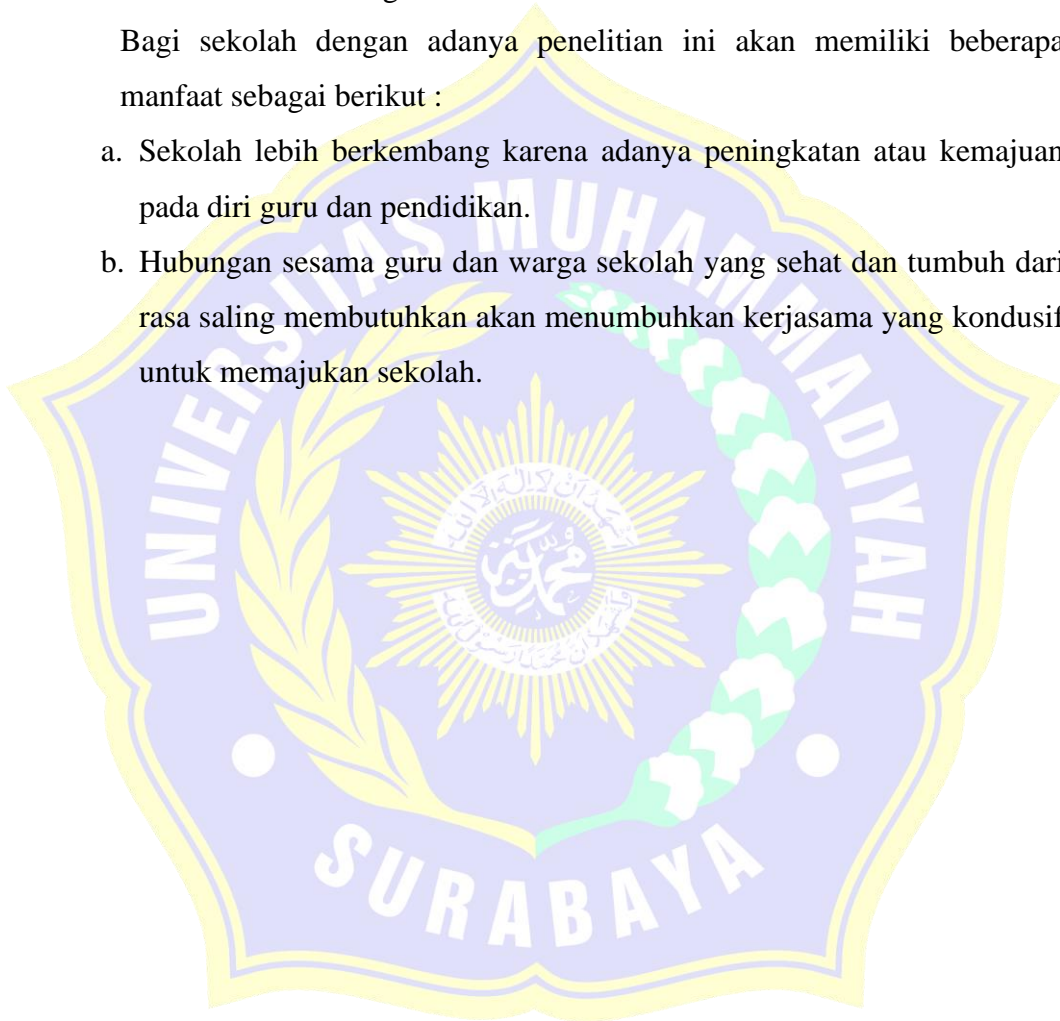 Bagi sekolah dengan adanya penelitian ini akan memiliki beberapa
manfaat sebagai berikut :
a. Sekolah lebih berkembang karena adanya peningkatan atau kemajuan
pada diri guru dan pendidikan.
b. Hubungan sesama guru dan warga sekolah yang sehat dan tumbuh dari
rasa saling membutuhkan akan menumbuhkan kerjasama yang kondusif
untuk memajukan sekolah.
UNIVERSITAS MUHAMMADIYAH
محمد
SURABAYA